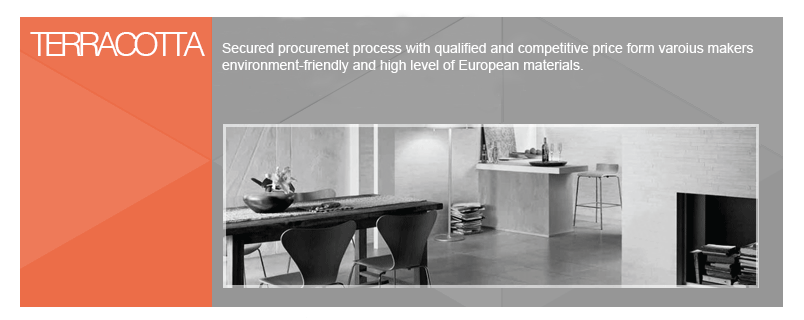 TERRACOTTA
Secured procuremet process with qualified and competitive price form varoius makers
environment-friendly and high level of European materials.